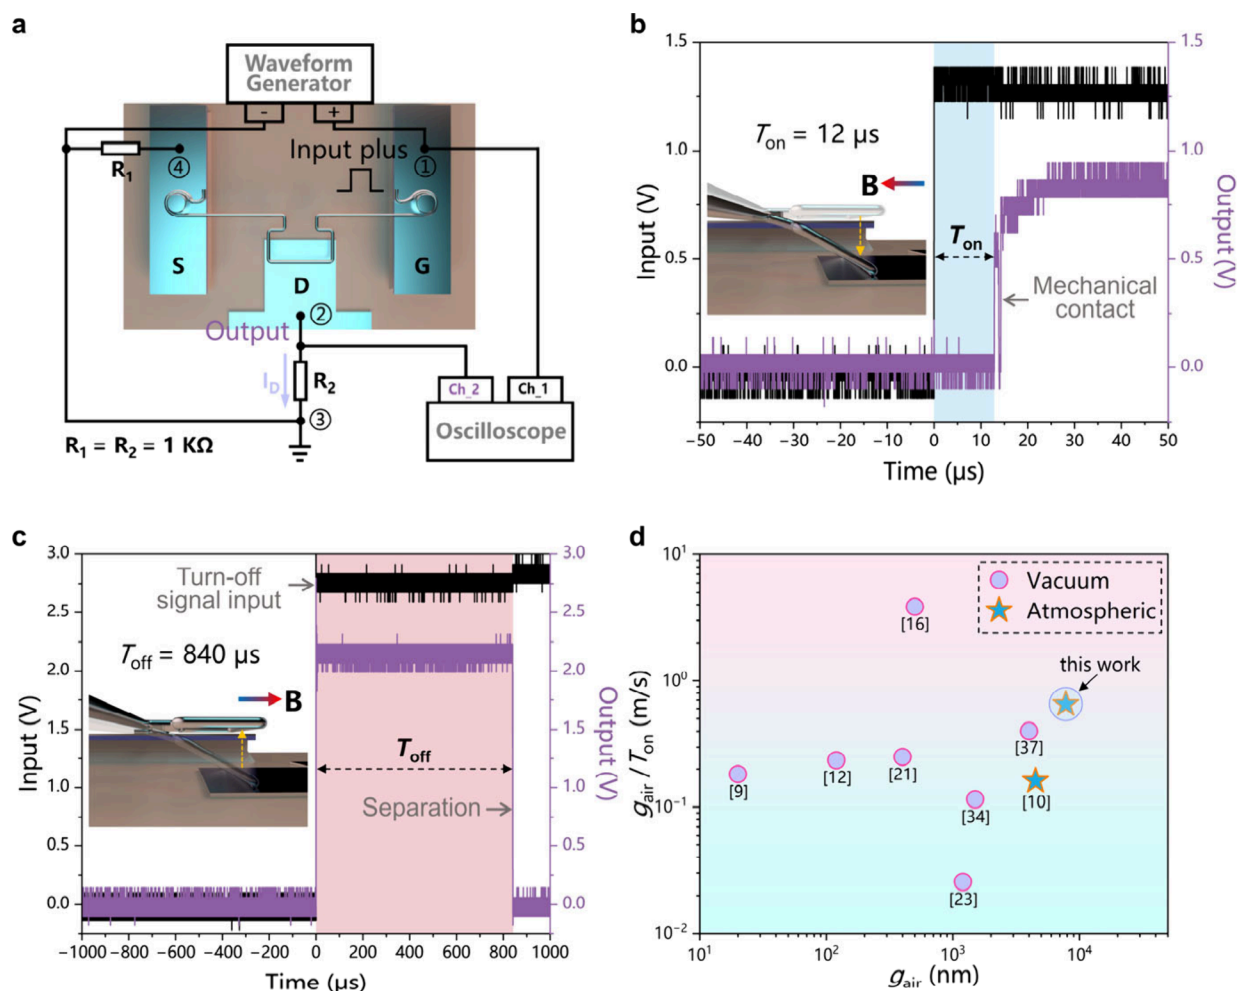 a
Waveform
Generator
- +
Input plus
R1
④
①
S
G
D
②
Output
ID
R2
Ch_2 Ch_1
③
Oscilloscope
R1 = R2 = 1 KΩ
b
1.5
1.0
0.5
0.0
Input (V)
Ton = 12 μs
B
Ton
Mechanical
contact
1.5
1.0
0.5
0.0
Output (V)
−50 −40 −30 −20 −10 0 10 20 30 40 50
Time (μs)
c
3.0
2.5
2.0
1.5
1.0
0.5
0.0
Input (V)
Turn-off
signal input
Toff = 840 μs
B
Toff
Separation
3.0
2.5
2.0
1.5
1.0
0.5
0.0
Output (V)
−1000 −800 −600 −400 −200 0 200 400 600 800 1000
Time (μs)
d
10¹
10⁰
10⁻¹
10⁻²
gair / Ton (m/s)
Vacuum
Atmospheric
[16]
this work
[37]
[9]
[12]
[21]
[10]
[34]
[23]
10¹ 10² 10³ 10⁴
gair (nm)